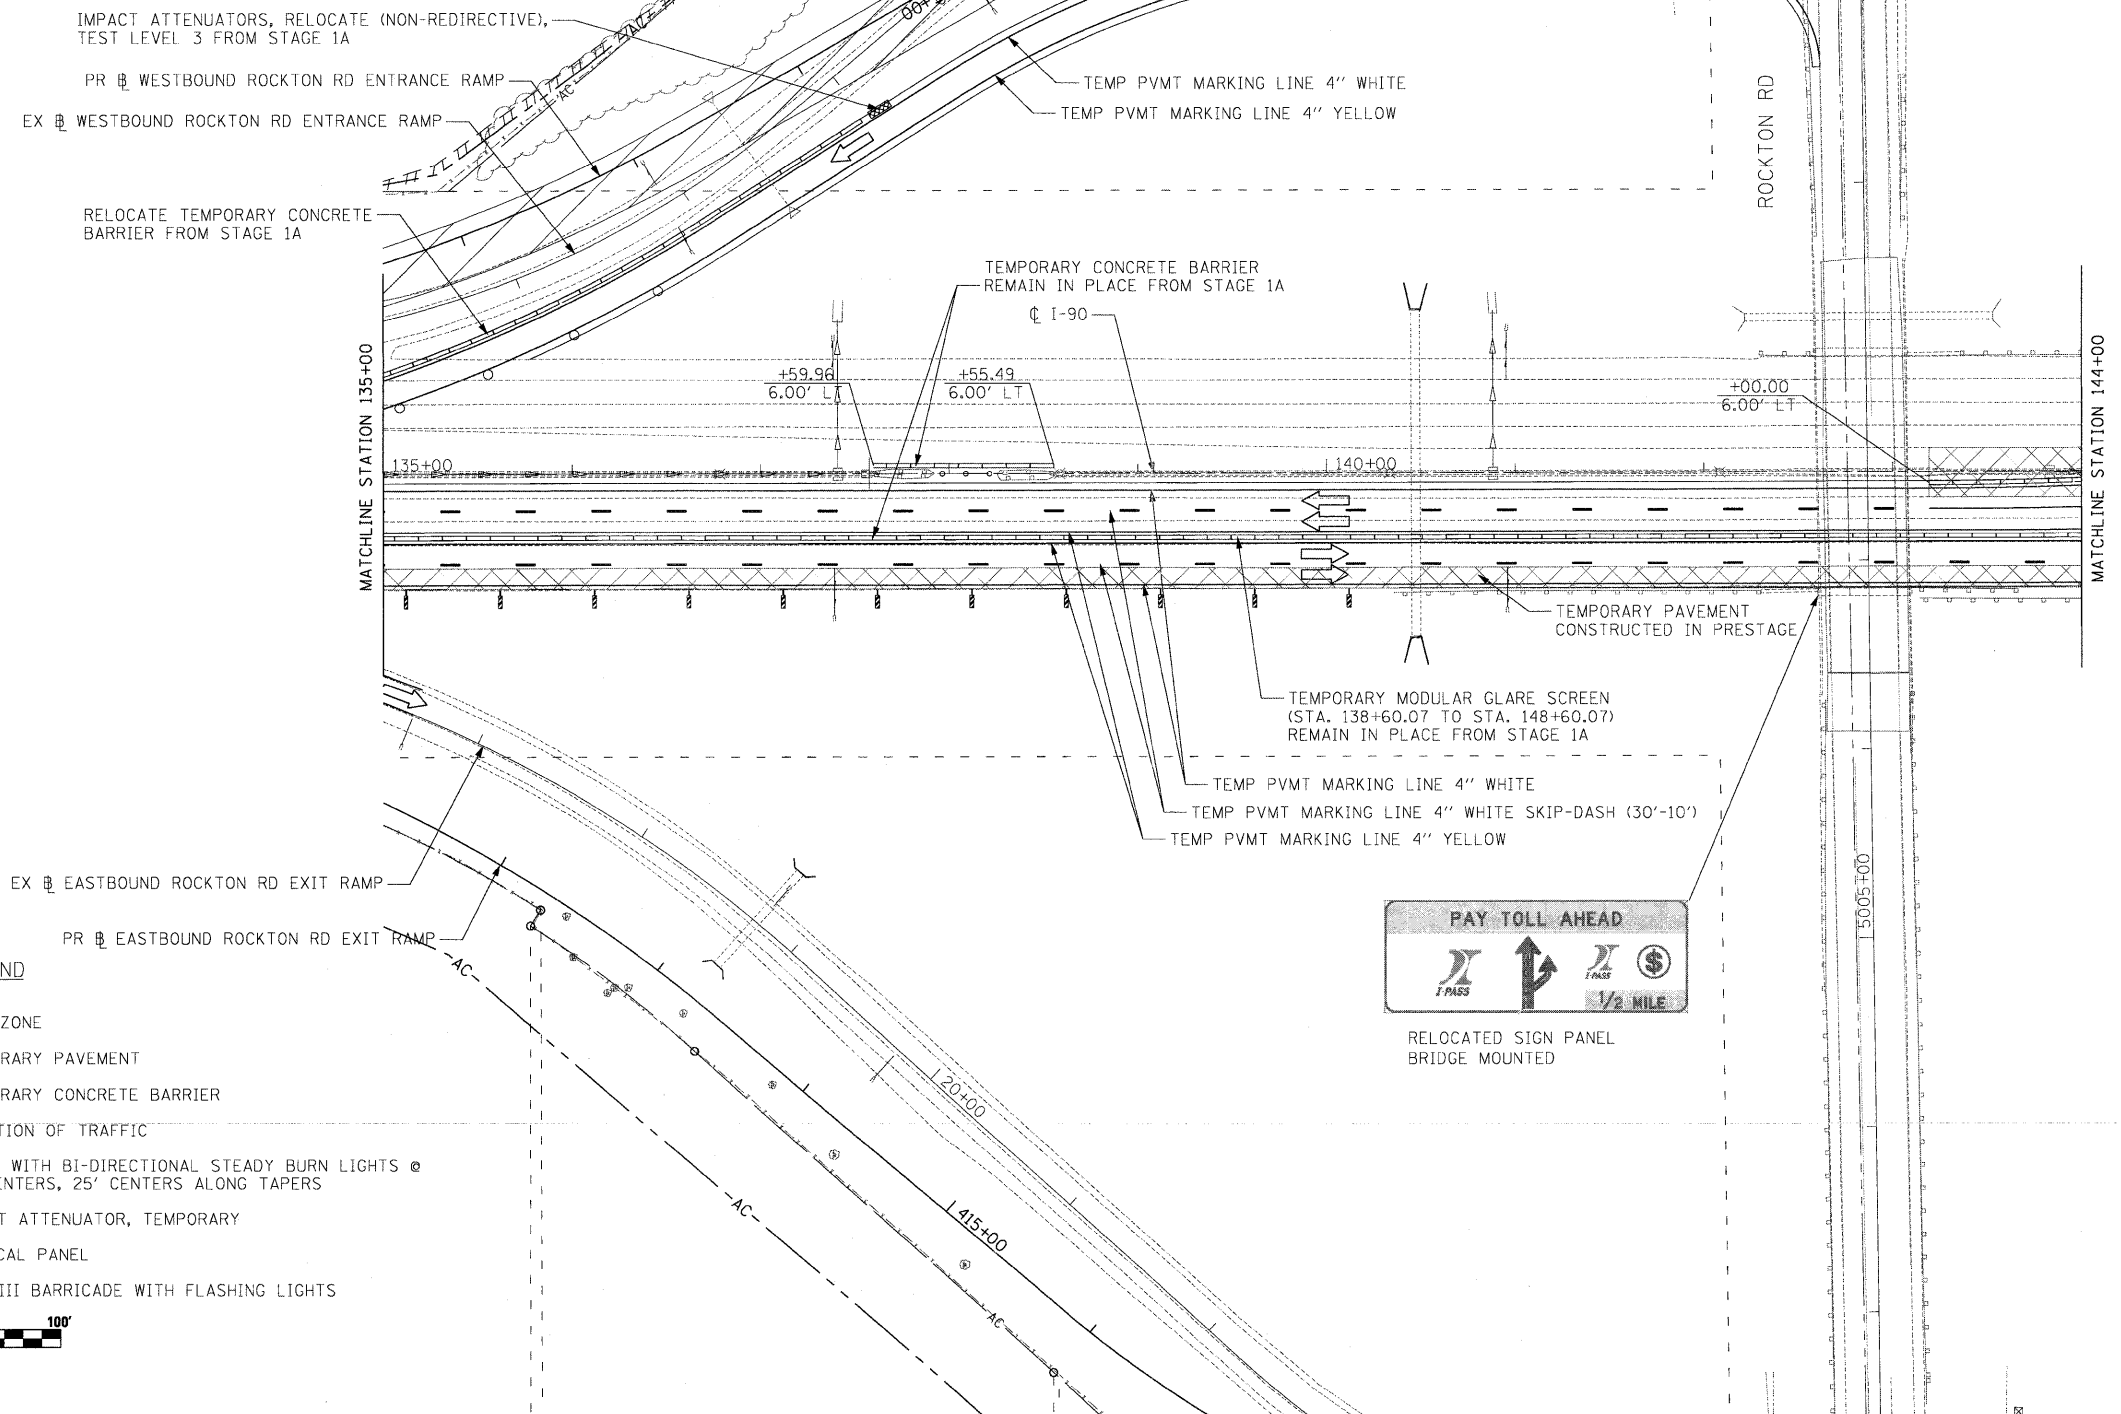 IMPACT ATTENUATORS, RELOCATE (NON-REDIRECTIVE),
TEST LEVEL 3 FROM STAGE 1A
PR ⅊ WESTBOUND ROCKTON RD ENTRANCE RAMP
EX ⅊ WESTBOUND ROCKTON RD ENTRANCE RAMP
AC
AC
TEMP PVMT MARKING LINE 4" WHITE
TEMP PVMT MARKING LINE 4" YELLOW
ROCKTON RD
RELOCATE TEMPORARY CONCRETE
BARRIER FROM STAGE 1A
TEMPORARY CONCRETE BARRIER
REMAIN IN PLACE FROM STAGE 1A
℄ I-90
MATCHLINE STATION 135+00
+59.96
6.00' LT
+55.49
6.00' LT
+00.00
6.00' LT
MATCHLINE STATION 144+00
135+00
140+00
TEMPORARY PAVEMENT
CONSTRUCTED IN PRESTAGE
TEMPORARY MODULAR GLARE SCREEN
(STA. 138+60.07 TO STA. 148+60.07)
REMAIN IN PLACE FROM STAGE 1A
TEMP PVMT MARKING LINE 4" WHITE
TEMP PVMT MARKING LINE 4" WHITE SKIP-DASH (30'-10')
TEMP PVMT MARKING LINE 4" YELLOW
EX ⅊ EASTBOUND ROCKTON RD EXIT RAMP
PR ⅊ EASTBOUND ROCKTON RD EXIT RAMP
AC
PAY TOLL AHEAD
I-PASS
I-PASS
$
1/2 MILE
RELOCATED SIGN PANEL
BRIDGE MOUNTED
15005+00
ND
ZONE
RARY PAVEMENT
RARY CONCRETE BARRIER
TION OF TRAFFIC
WITH BI-DIRECTIONAL STEADY BURN LIGHTS @
ENTERS, 25' CENTERS ALONG TAPERS
T ATTENUATOR, TEMPORARY
CAL PANEL
III BARRICADE WITH FLASHING LIGHTS
100'
20+00
AC
415+00
AC